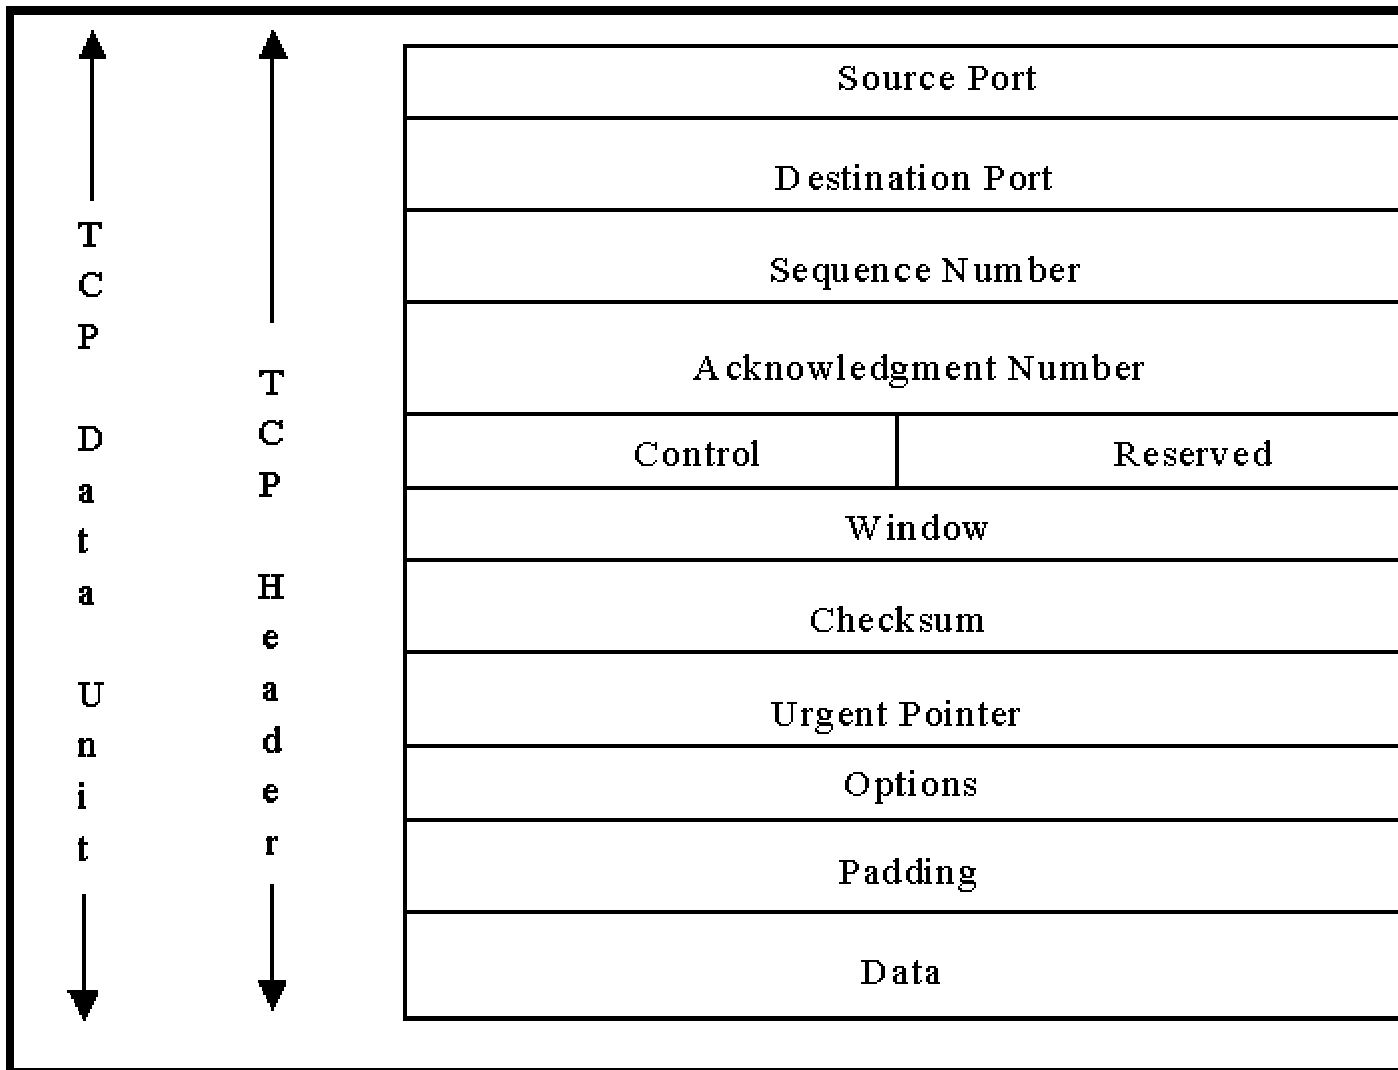 TCP Data Unit
TCP Header
Source Port
Destination Port
Sequence Number
Acknowledgment Number
Control Reserved
Window
Checksum
Urgent Pointer
Options
Padding
Data